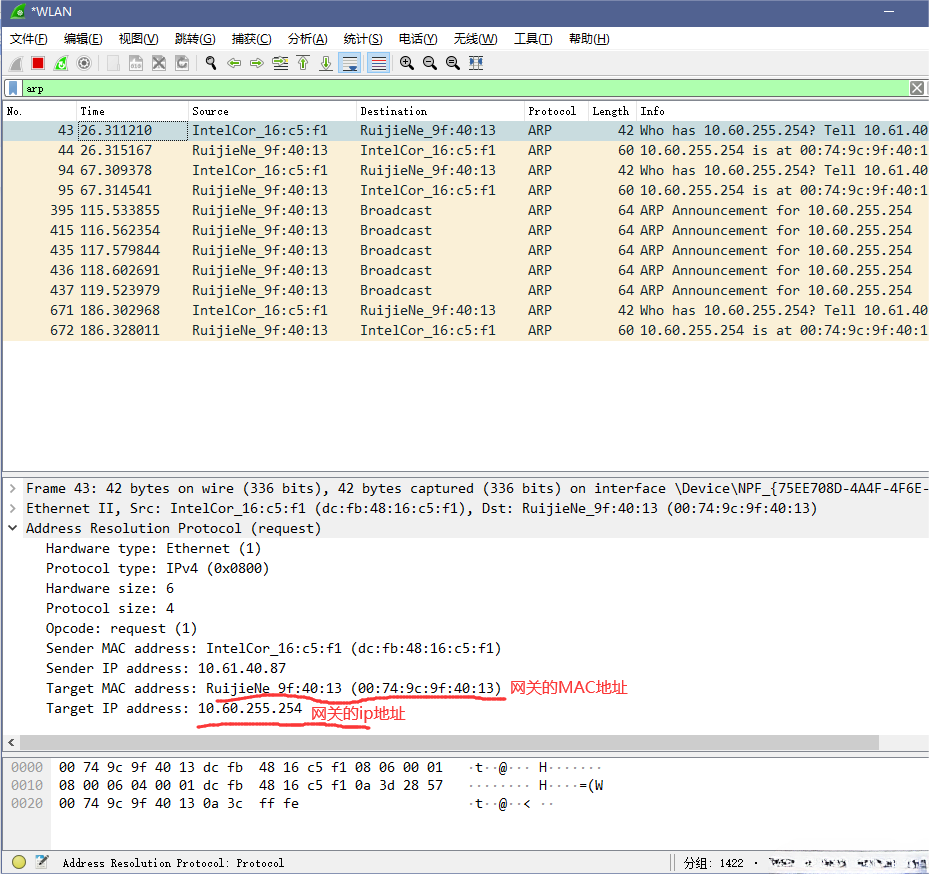 *WLAN
文件(F) 编辑(E) 视图(V) 跳转(G) 捕获(C) 分析(A) 统计(S) 电话(Y) 无线(W) 工具(T) 帮助(H)
arp
No. Time Source Destination Protocol Length Info
43 26.311210 IntelCor_16:c5:f1 RuijieNe_9f:40:13 ARP 42 Who has 10.60.255.254? Tell 10.61.40
44 26.315167 RuijieNe_9f:40:13 IntelCor_16:c5:f1 ARP 60 10.60.255.254 is at 00:74:9c:9f:40:1
94 67.309378 IntelCor_16:c5:f1 RuijieNe_9f:40:13 ARP 42 Who has 10.60.255.254? Tell 10.61.40
95 67.314541 RuijieNe_9f:40:13 IntelCor_16:c5:f1 ARP 60 10.60.255.254 is at 00:74:9c:9f:40:1
395 115.533855 RuijieNe_9f:40:13 Broadcast ARP 64 ARP Announcement for 10.60.255.254
415 116.562354 RuijieNe_9f:40:13 Broadcast ARP 64 ARP Announcement for 10.60.255.254
435 117.579844 RuijieNe_9f:40:13 Broadcast ARP 64 ARP Announcement for 10.60.255.254
436 118.602691 RuijieNe_9f:40:13 Broadcast ARP 64 ARP Announcement for 10.60.255.254
437 119.523979 RuijieNe_9f:40:13 Broadcast ARP 64 ARP Announcement for 10.60.255.254
671 186.302968 IntelCor_16:c5:f1 RuijieNe_9f:40:13 ARP 42 Who has 10.60.255.254? Tell 10.61.40
672 186.328011 RuijieNe_9f:40:13 IntelCor_16:c5:f1 ARP 60 10.60.255.254 is at 00:74:9c:9f:40:1
Frame 43: 42 bytes on wire (336 bits), 42 bytes captured (336 bits) on interface \Device\NPF_{75EE708D-4A4F-4F6E-
Ethernet II, Src: IntelCor_16:c5:f1 (dc:fb:48:16:c5:f1), Dst: RuijieNe_9f:40:13 (00:74:9c:9f:40:13)
Address Resolution Protocol (request)
Hardware type: Ethernet (1)
Protocol type: IPv4 (0x0800)
Hardware size: 6
Protocol size: 4
Opcode: request (1)
Sender MAC address: IntelCor_16:c5:f1 (dc:fb:48:16:c5:f1)
Sender IP address: 10.61.40.87
Target MAC address: RuijieNe_9f:40:13 (00:74:9c:9f:40:13) 网关的MAC地址
Target IP address: 10.60.255.254 网关的ip地址
0000 00 74 9c 9f 40 13 dc fb 48 16 c5 f1 08 06 00 01 ·t··@··· H·······
0010 08 00 06 04 00 01 dc fb 48 16 c5 f1 0a 3d 28 57 ········ H····=(W
0020 00 74 9c 9f 40 13 0a 3c ff fe ·t··@··< ··
Address Resolution Protocol: Protocol 分组: 1422 ·